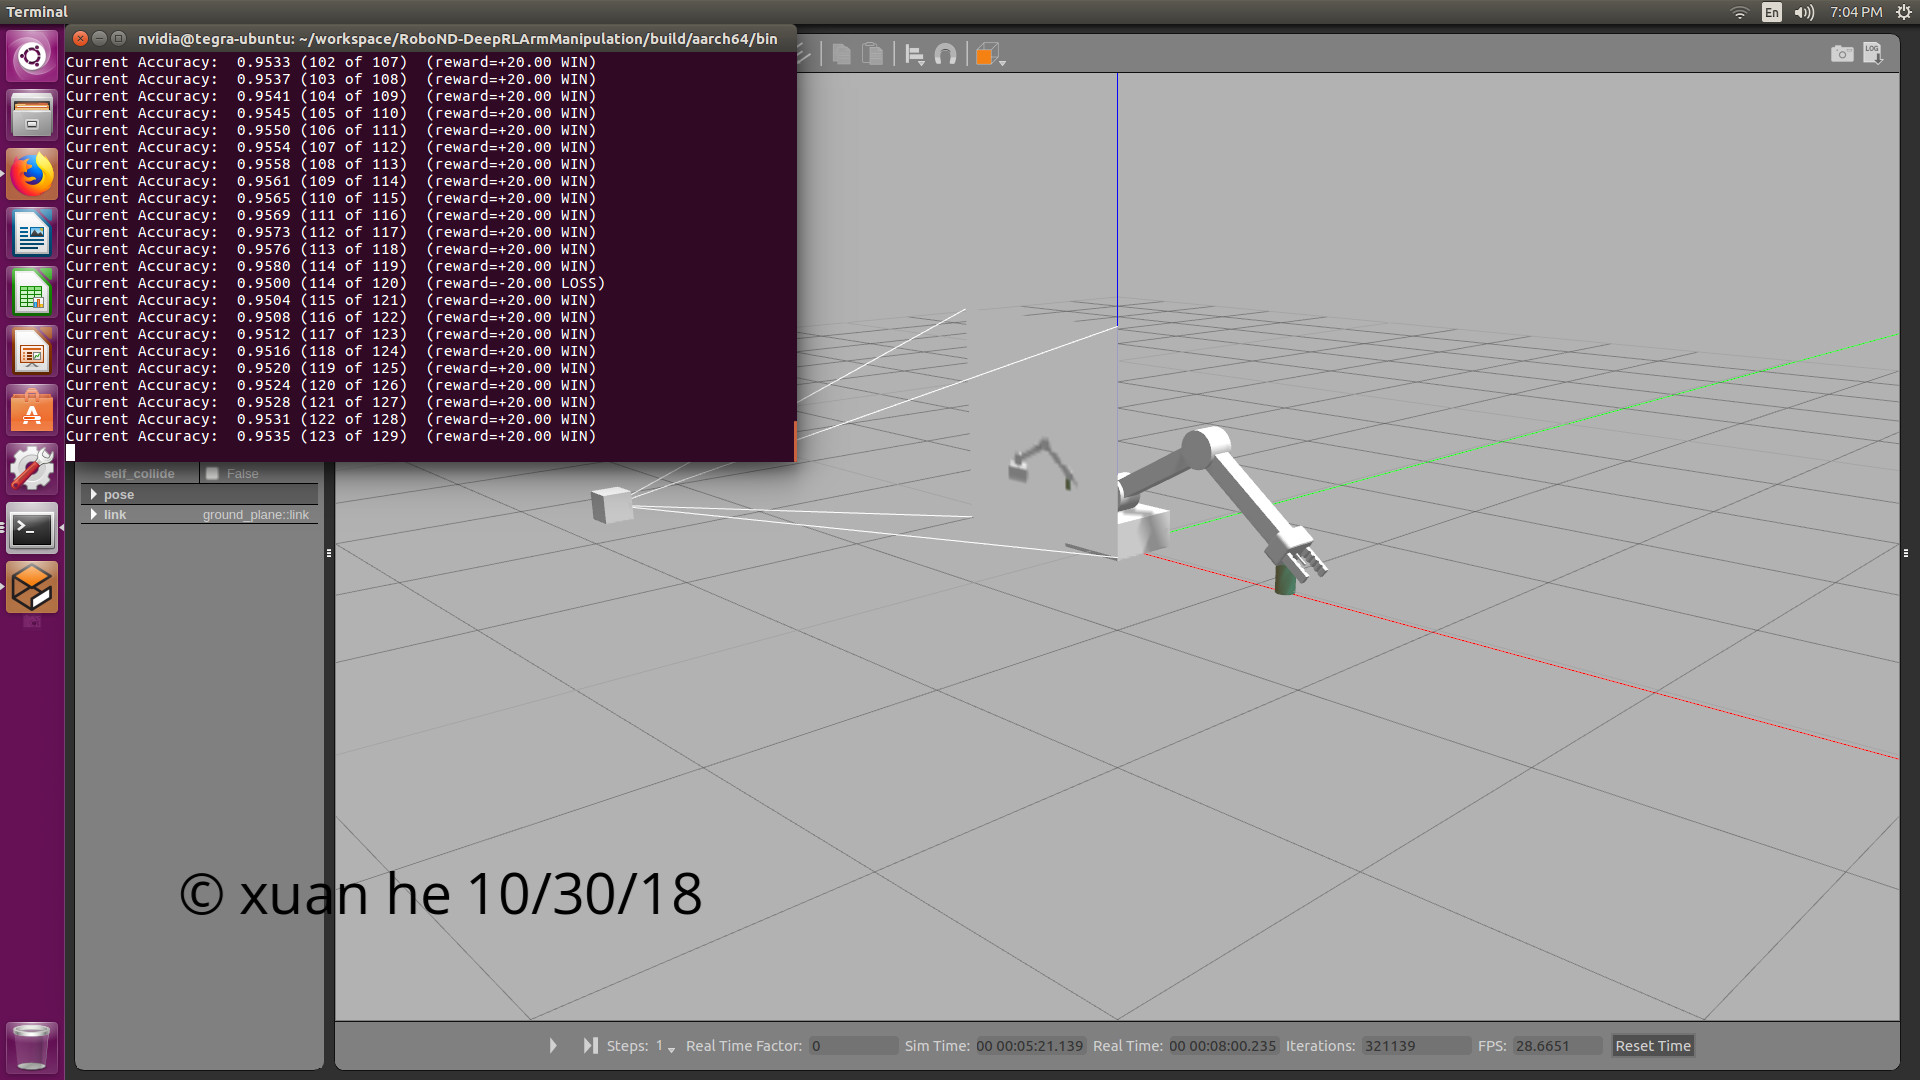 Terminal
En
7:04 PM
nvidia@tegra-ubuntu: ~/workspace/RoboND-DeepRLArmManipulation/build/aarch64/bin
LOG
Current Accuracy:  0.9533 (102 of 107)  (reward=+20.00 WIN)
Current Accuracy:  0.9537 (103 of 108)  (reward=+20.00 WIN)
Current Accuracy:  0.9541 (104 of 109)  (reward=+20.00 WIN)
Current Accuracy:  0.9545 (105 of 110)  (reward=+20.00 WIN)
Current Accuracy:  0.9550 (106 of 111)  (reward=+20.00 WIN)
Current Accuracy:  0.9554 (107 of 112)  (reward=+20.00 WIN)
Current Accuracy:  0.9558 (108 of 113)  (reward=+20.00 WIN)
Current Accuracy:  0.9561 (109 of 114)  (reward=+20.00 WIN)
Current Accuracy:  0.9565 (110 of 115)  (reward=+20.00 WIN)
Current Accuracy:  0.9569 (111 of 116)  (reward=+20.00 WIN)
Current Accuracy:  0.9573 (112 of 117)  (reward=+20.00 WIN)
Current Accuracy:  0.9576 (113 of 118)  (reward=+20.00 WIN)
Current Accuracy:  0.9580 (114 of 119)  (reward=+20.00 WIN)
Current Accuracy:  0.9500 (114 of 120)  (reward=-20.00 LOSS)
Current Accuracy:  0.9504 (115 of 121)  (reward=+20.00 WIN)
Current Accuracy:  0.9508 (116 of 122)  (reward=+20.00 WIN)
Current Accuracy:  0.9512 (117 of 123)  (reward=+20.00 WIN)
Current Accuracy:  0.9516 (118 of 124)  (reward=+20.00 WIN)
Current Accuracy:  0.9520 (119 of 125)  (reward=+20.00 WIN)
Current Accuracy:  0.9524 (120 of 126)  (reward=+20.00 WIN)
Current Accuracy:  0.9528 (121 of 127)  (reward=+20.00 WIN)
Current Accuracy:  0.9531 (122 of 128)  (reward=+20.00 WIN)
Current Accuracy:  0.9535 (123 of 129)  (reward=+20.00 WIN)
self_collide False
pose
link ground_plane::link
© xuan he 10/30/18
Steps: 1 Real Time Factor: 0 Sim Time: 00 00:05:21.139 Real Time: 00 00:08:00.235 Iterations: 321139 FPS: 28.6651 Reset Time